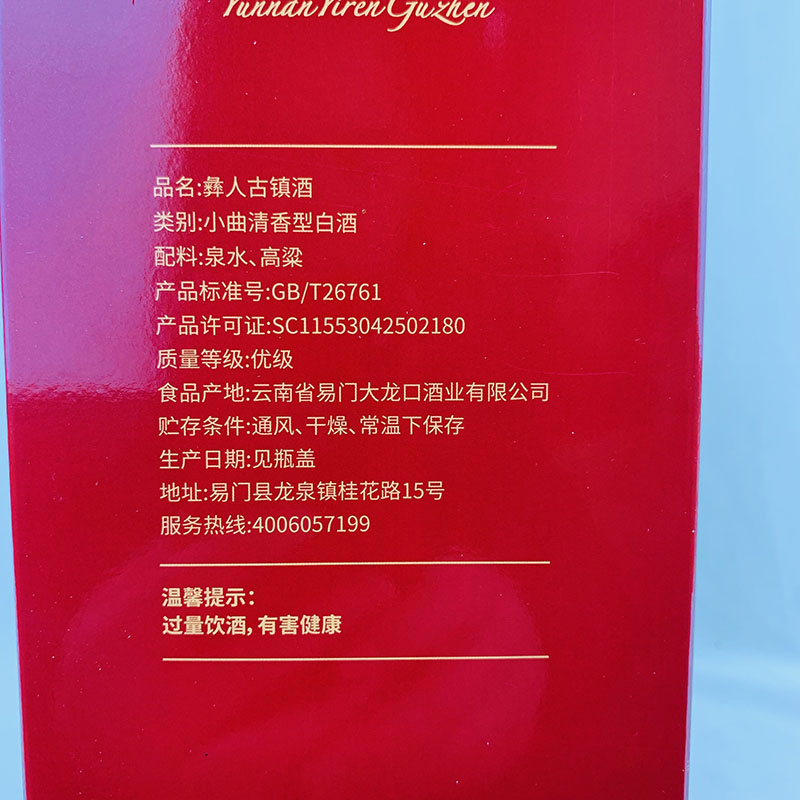 Yunnan Yiren Guzhen
品名:彝人古镇酒
类别:小曲清香型白酒
配料:泉水、高粱
产品标准号:GB/T26761
产品许可证:SC11553042502180
质量等级:优级
食品产地:云南省易门大龙口酒业有限公司
贮存条件:通风、干燥、常温下保存
生产日期:见瓶盖
地址:易门县龙泉镇桂花路15号
服务热线:4006057199
温馨提示:
过量饮酒,有害健康